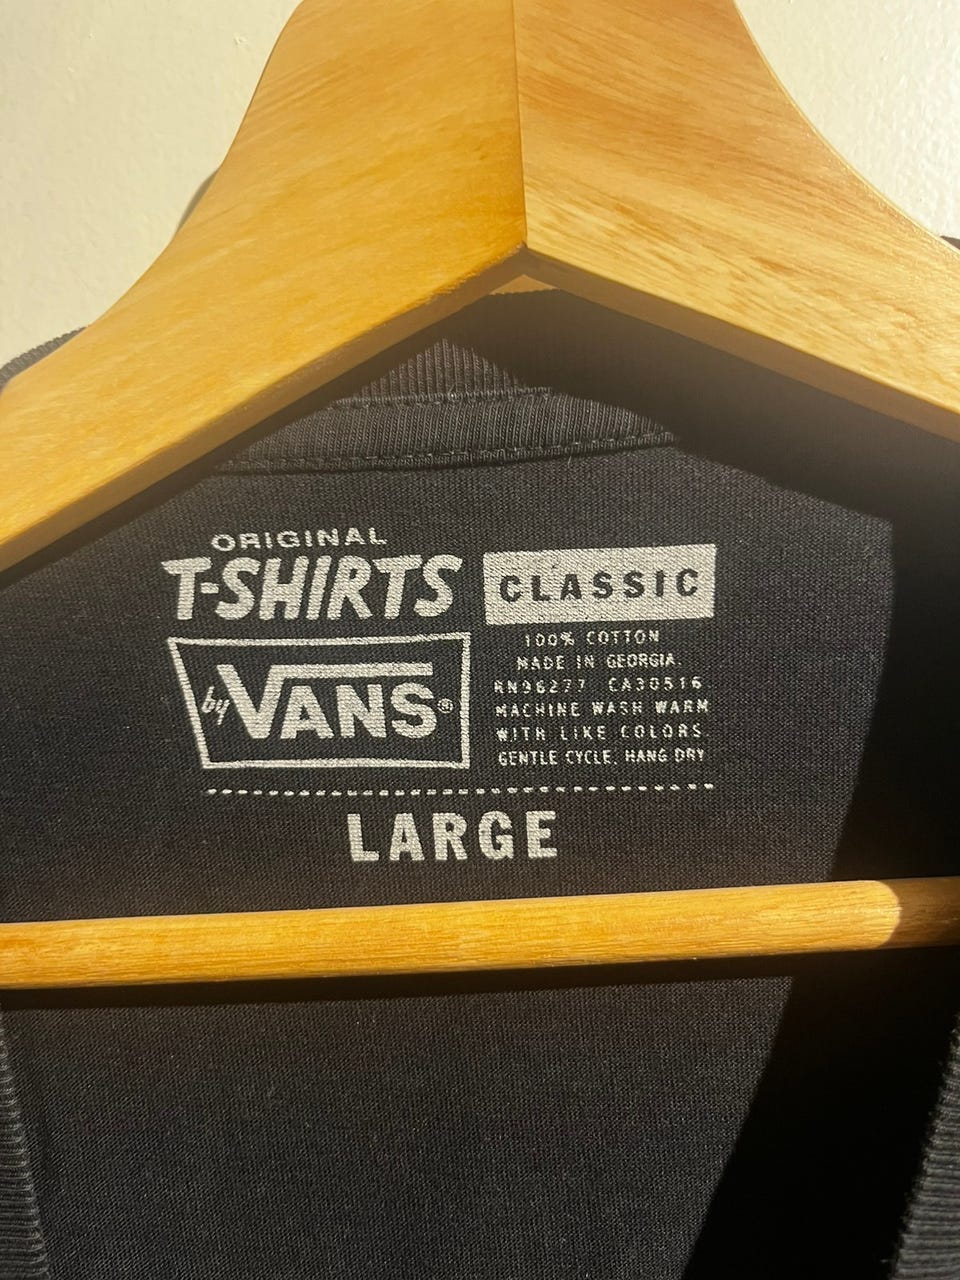 ORIGINAL
T-SHIRTS
by VANS®
CLASSIC
100% COTTON
MADE IN GEORGIA.
RN96277 CA30516
MACHINE WASH WARM
WITH LIKE COLORS.
GENTLE CYCLE, HANG DRY
LARGE